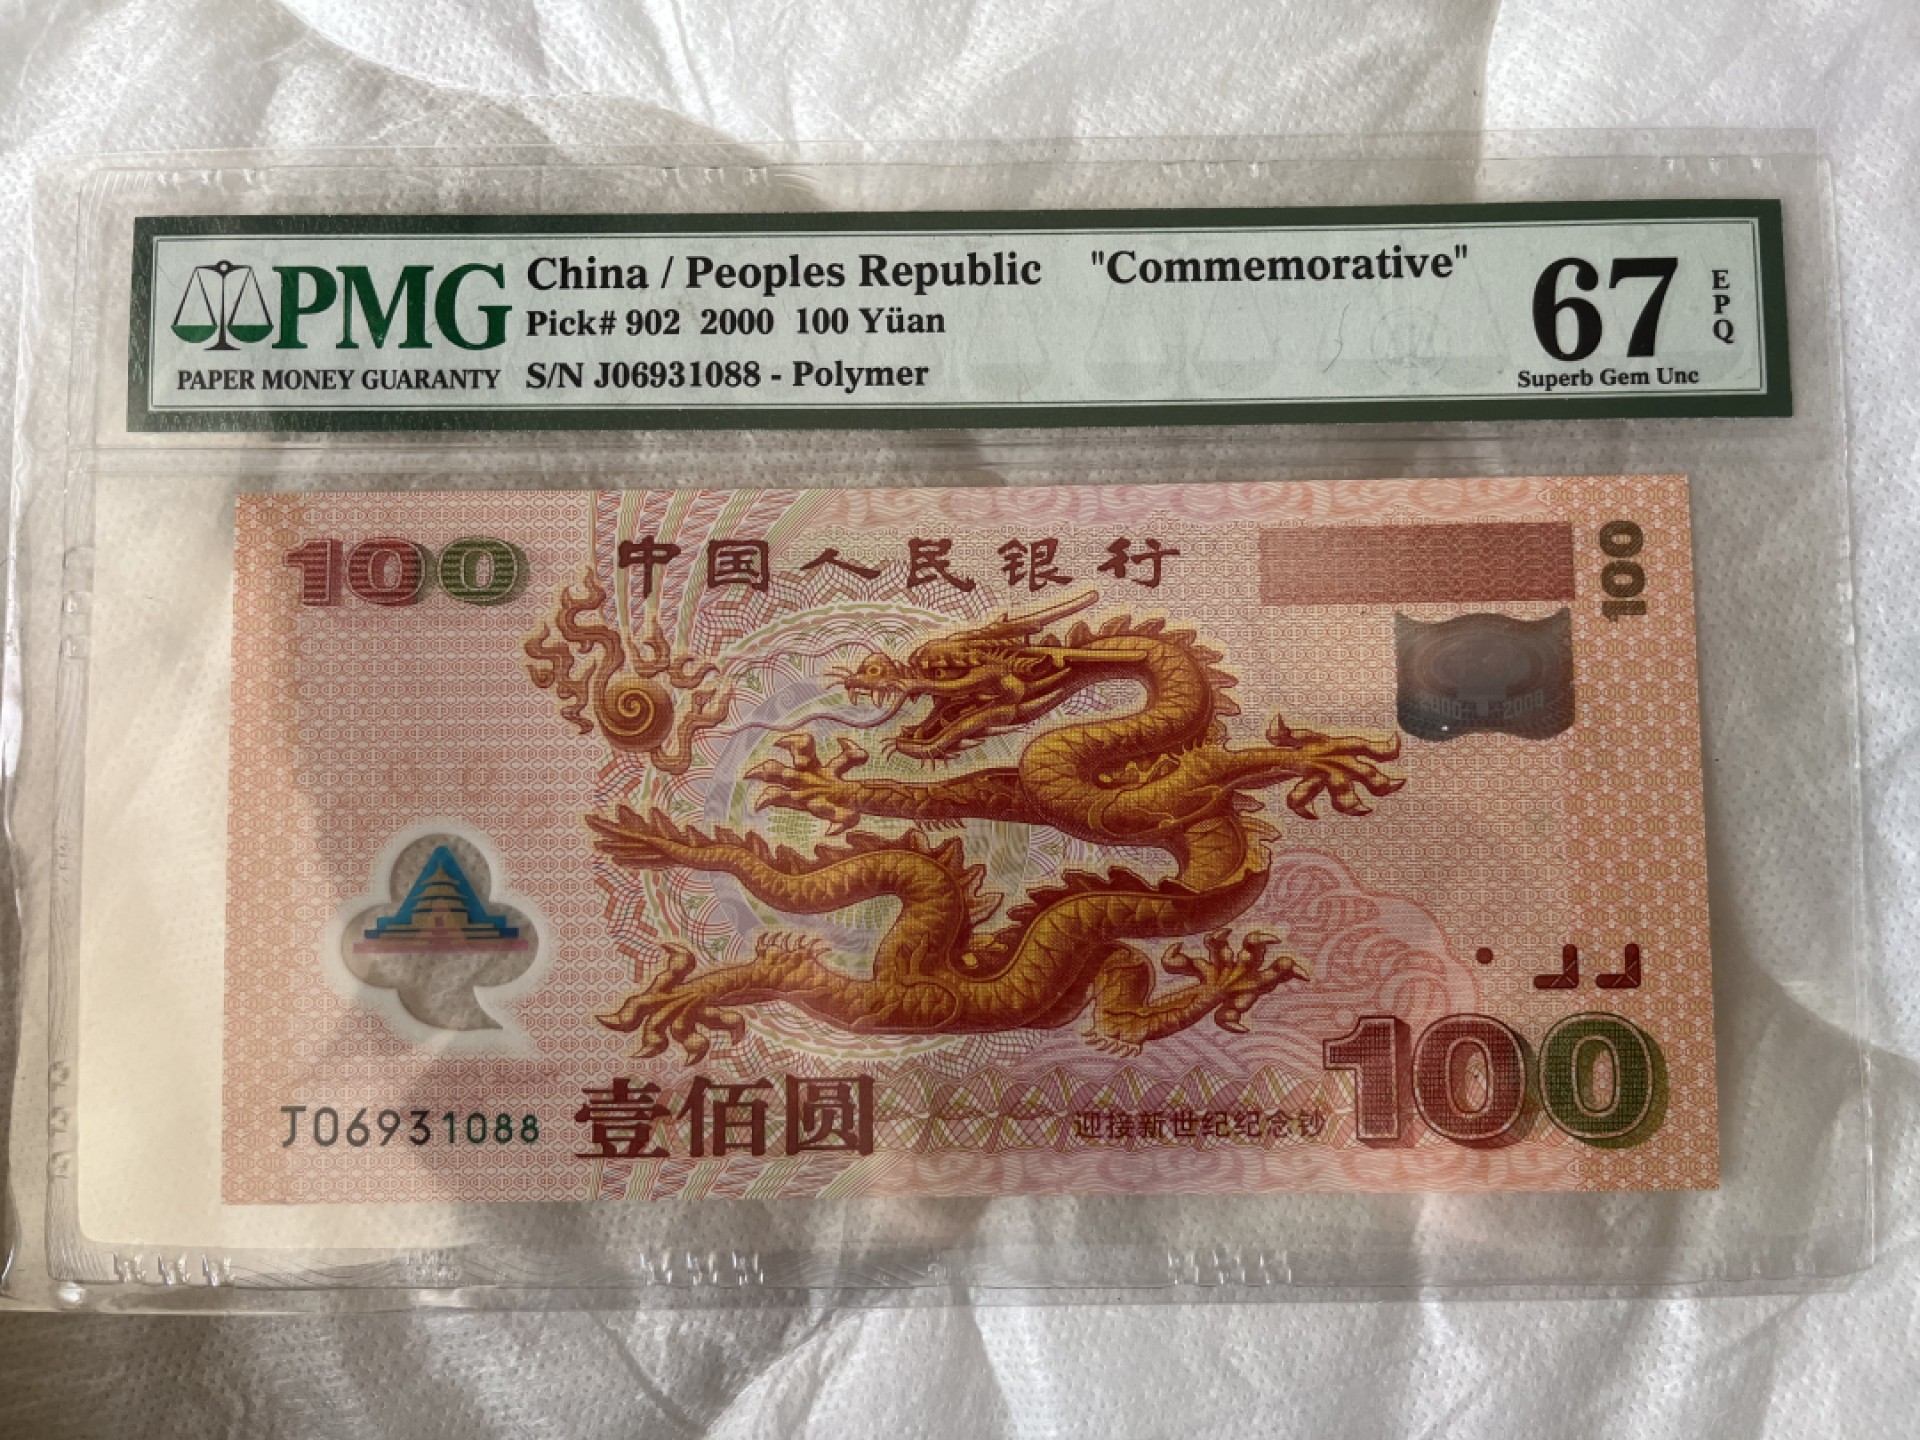 PMG
PAPER MONEY GUARANTY
China / Peoples Republic "Commemorative"
Pick# 902 2000 100 Yüan
S/N J06931088 - Polymer
67
EPQ
Superb Gem Unc
100
中国人民银行
100
2000 2000
J06931088
壹佰圆
迎接新世纪纪念钞
100